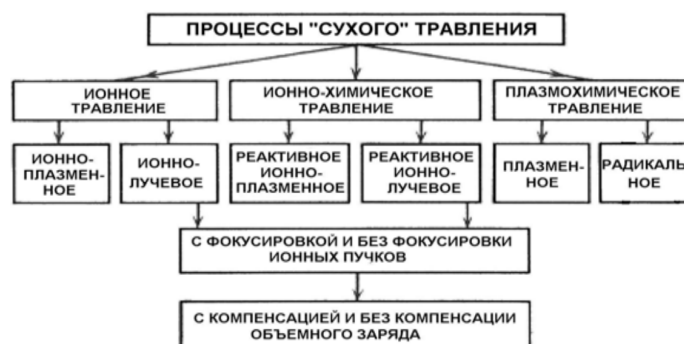 ПРОЦЕССЫ "СУХОГО" ТРАВЛЕНИЯ
ИОННОЕ
ТРАВЛЕНИЕ
ИОННО-ХИМИЧЕСКОЕ
ТРАВЛЕНИЕ
ПЛАЗМОХИМИЧЕСКОЕ
ТРАВЛЕНИЕ
ИОННО-
ПЛАЗМЕН-
НОЕ
ИОННО-
ЛУЧЕВОЕ
РЕАКТИВНОЕ
ИОННО-
ПЛАЗМЕННОЕ
РЕАКТИВНОЕ
ИОННО-
ЛУЧЕВОЕ
ПЛАЗМЕН-
НОЕ
РАДИКАЛЬ-
НОЕ
С ФОКУСИРОВКОЙ И БЕЗ ФОКУСИРОВКИ
ИОННЫХ ПУЧКОВ
С КОМПЕНСАЦИЕЙ И БЕЗ КОМПЕНСАЦИИ
ОБЪЕМНОГО ЗАРЯДА